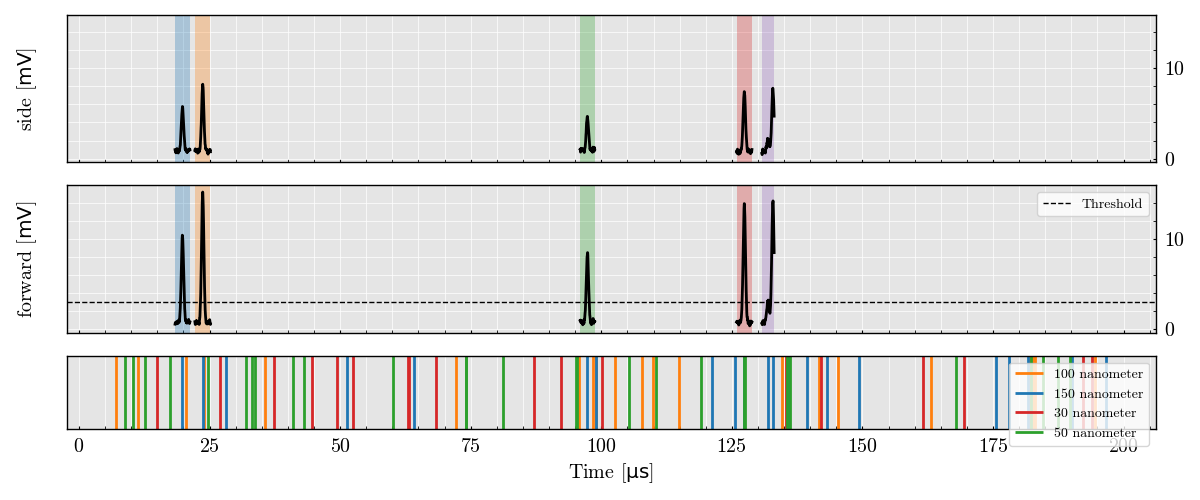 side [mV]
10
0
forward [mV]
Threshold
10
0
100 nanometer
150 nanometer
30 nanometer
50 nanometer
0 25 50 75 100 125 150 175 200
Time [µs]